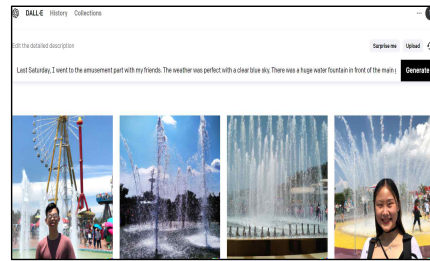 DALL·E History Collections
Edit the detailed description
Surprise me Upload
Last Saturday, I went to the amusement part with my friends. The weather was perfect with a clear blue sky. There was a huge water fountain in front of the main
Generate